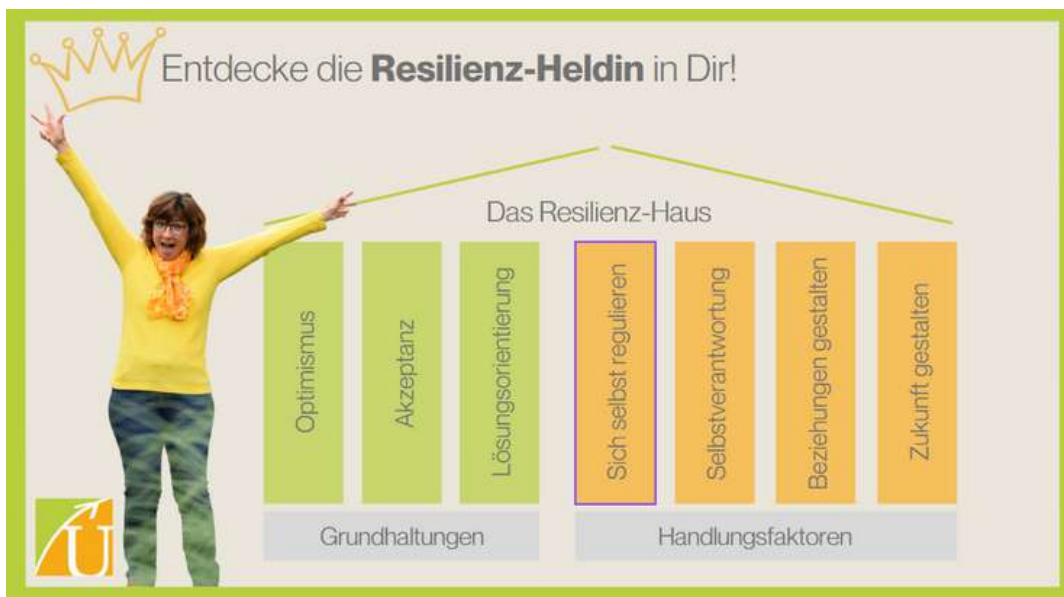 Entdecke die Resilienz-Heldin in Dir!
Das Resilienz-Haus
Optimismus
Akzeptanz
Lösungsorientierung
Sich selbst regulieren
Selbstverantwortung
Beziehungen gestalten
Zukunft gestalten
Grundhaltungen
Handlungsfaktoren
U